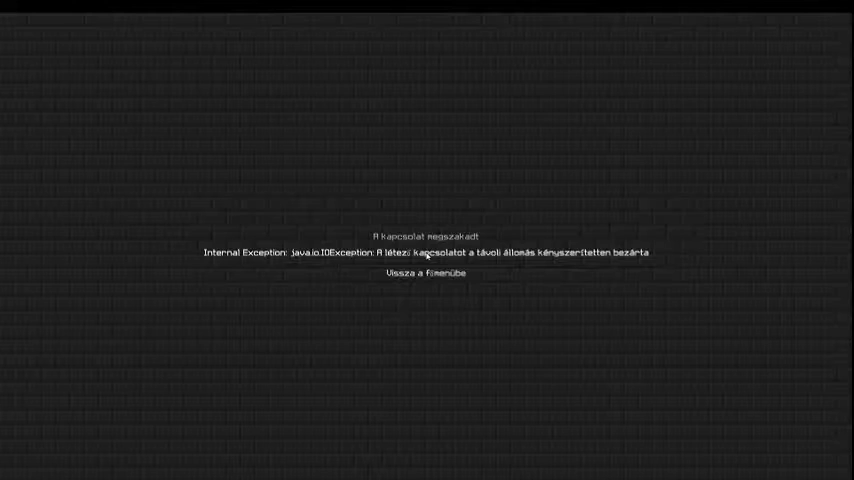 A kapcsolat megszakadt
Internal Exception: java.io.IOException: A létező kapcsolatot a távoli állomás kényszerítetten bezárta
Vissza a főmenübe